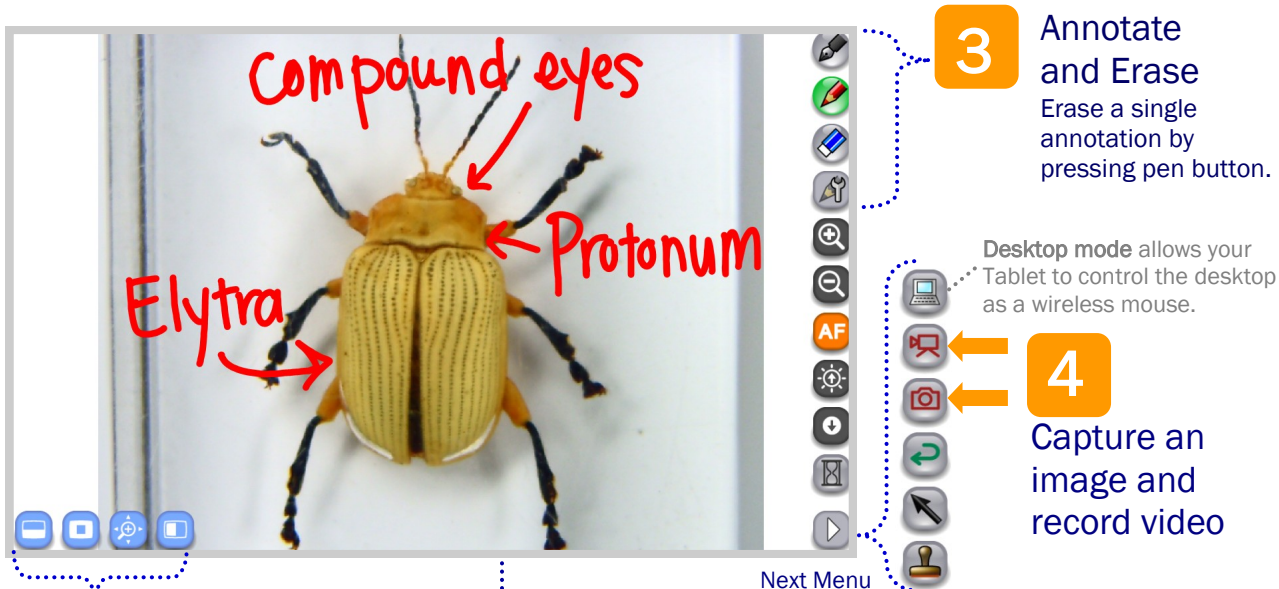 Compound eyes
Protonum
Elytra
AF
3
Annotate
and Erase
Erase a single
annotation by
pressing pen button.
Desktop mode allows your
Tablet to control the desktop
as a wireless mouse.
4
Capture an
image and
record video
Next Menu